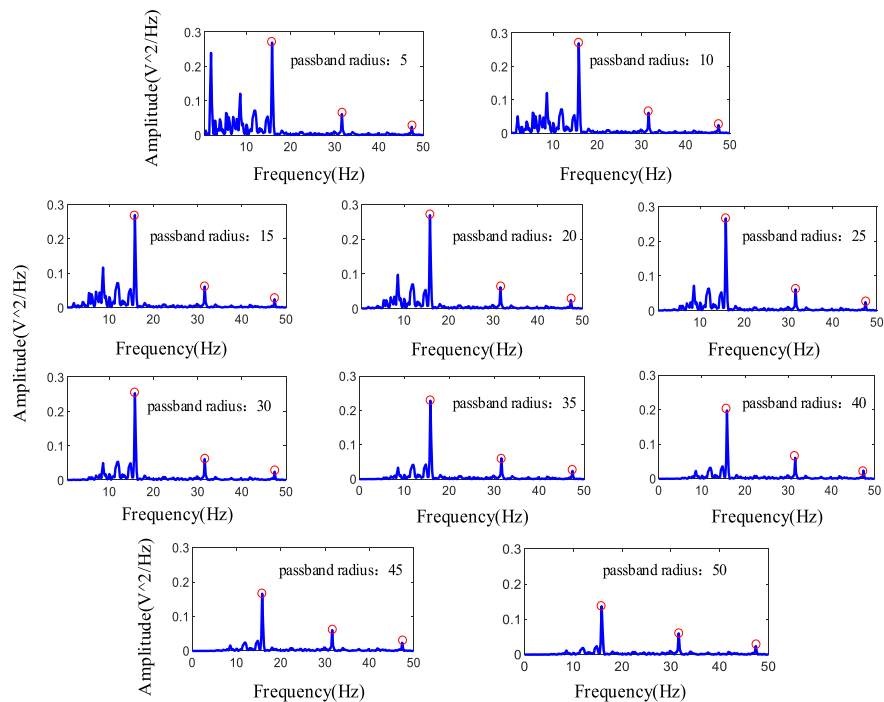 Amplitude(V^2/Hz)
0.3
0.2
0.1
0
passband radius：5
10 20 30 40 50
Frequency(Hz)
0.3
0.2
0.1
0
passband radius： 10
10 20 30 40 50
Frequency(Hz)
Amplitude(V^2/Hz)
0.3
0.2
0.1
0
passband radius：15
10 20 30 40 50
Frequency(Hz)
0.3
0.2
0.1
0
passband radius： 20
10 20 30 40 50
Frequency(Hz)
0.3
0.2
0.1
0
passband radius： 25
10 20 30 40 50
Frequency(Hz)
0.3
0.2
0.1
0
passband radius： 30
10 20 30 40 50
Frequency(Hz)
0.3
0.2
0.1
0
passband radius： 35
0 10 20 30 40 50
Frequency(Hz)
0.3
0.2
0.1
0
passband radius： 40
0 10 20 30 40 50
Frequency(Hz)
Amplitude(V^2/Hz)
0.3
0.2
0.1
0
passband radius：45
0 10 20 30 40 50
Frequency(Hz)
0.3
0.2
0.1
0
passband radius： 50
0 10 20 30 40 50
Frequency(Hz)